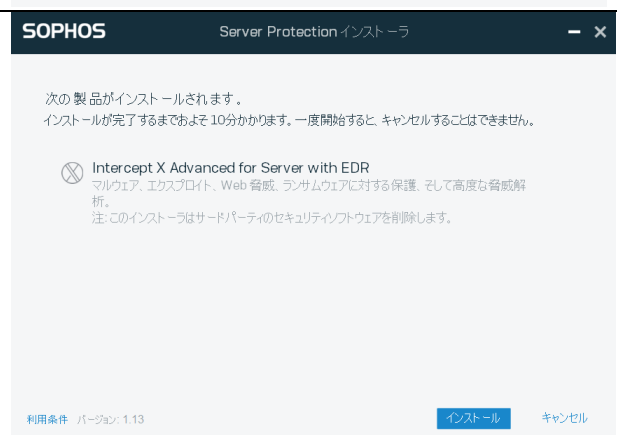 SOPHOS
Server Protection インストーラ
次の製品がインストールされます。
インストールが完了するまでおよそ10分かかります。一度開始すると、キャンセルすることはできません。
Intercept X Advanced for Server with EDR
マルウェア、エクスプロイト、Web 脅威、ランサムウェアに対する保護、そして高度な脅威解
析。
注:このインストーラはサードパーティのセキュリティソフトウェアを削除します。
利用条件 バージョン: 1.13
インストール
キャンセル